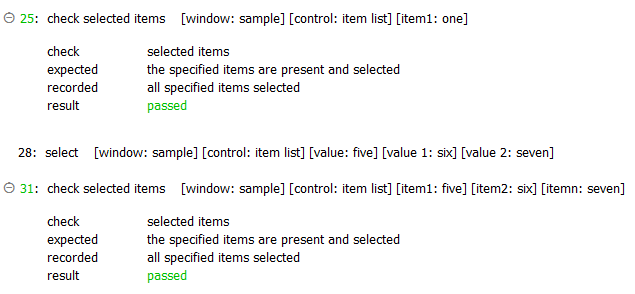 25: check selected items [window: sample] [control: item list] [item1: one]
check selected items
expected the specified items are present and selected
recorded all specified items selected
result passed
28: select [window: sample] [control: item list] [value: five] [value 1: six] [value 2: seven]
31: check selected items [window: sample] [control: item list] [item1: five] [item2: six] [itemn: seven]
check selected items
expected the specified items are present and selected
recorded all specified items selected
result passed